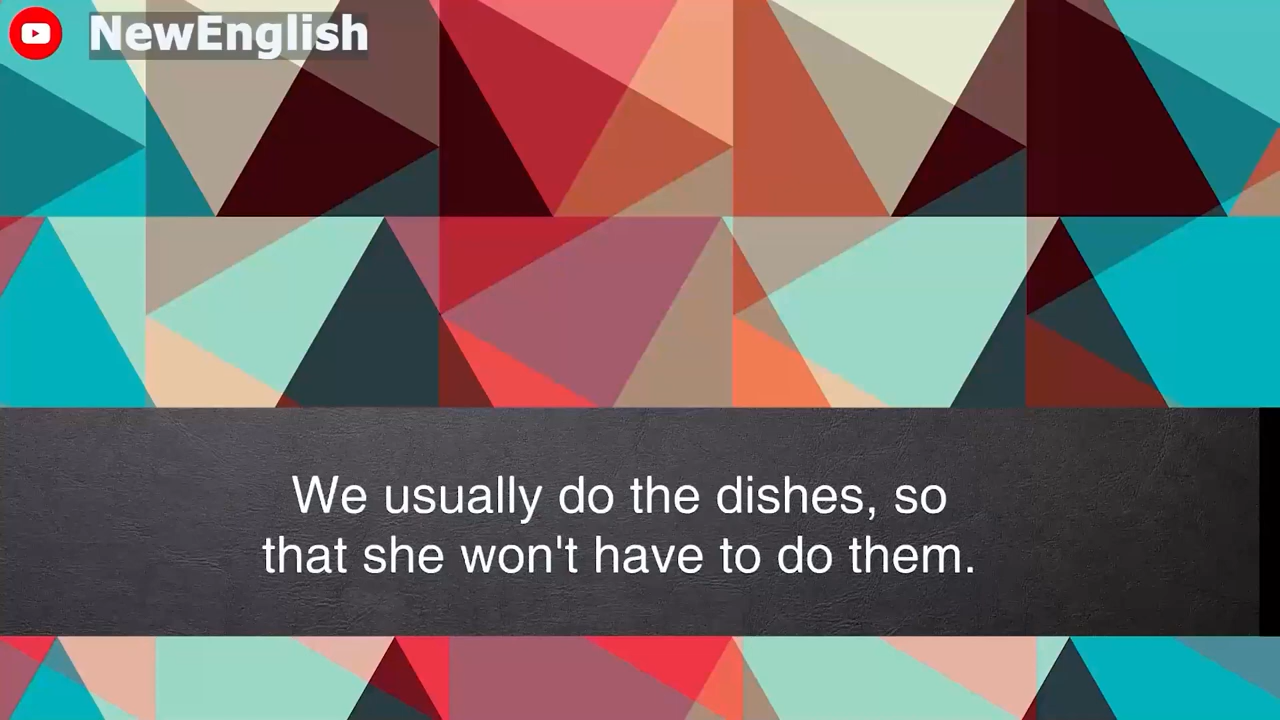 NewEnglish
We usually do the dishes, so
that she won't have to do them.